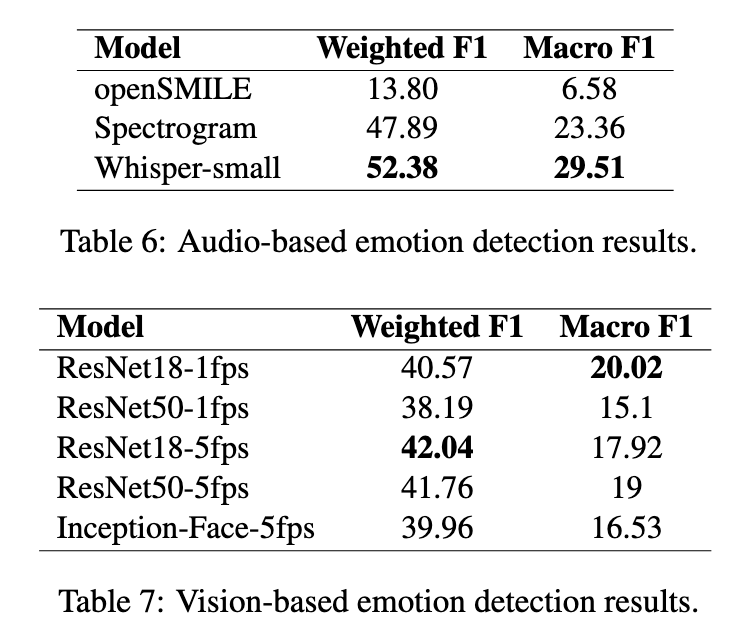 Model Weighted F1 Macro F1
openSMILE 13.80 6.58
Spectrogram 47.89 23.36
Whisper-small 52.38 29.51
Table 6: Audio-based emotion detection results.
Model Weighted F1 Macro F1
ResNet18-1fps 40.57 20.02
ResNet50-1fps 38.19 15.1
ResNet18-5fps 42.04 17.92
ResNet50-5fps 41.76 19
Inception-Face-5fps 39.96 16.53
Table 7: Vision-based emotion detection results.